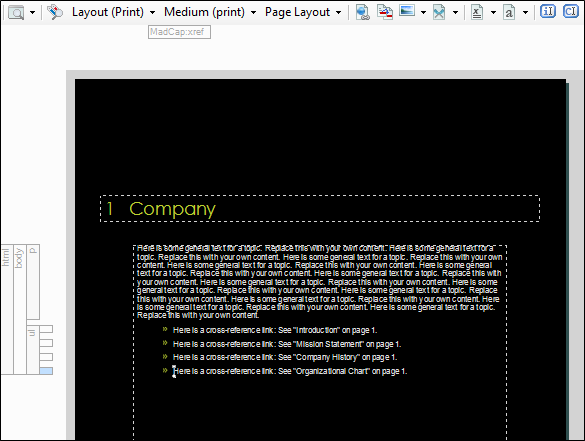 Layout (Print) Medium (print) Page Layout
MadCap:xref
1 Company
Here is some general text for a topic. Replace this with your own content. Here is some general text for a
topic. Replace this with your own content. Here is some general text for a topic. Replace this with your own
content. Here is some general text for a topic. Replace this with your own content. Here is some general
text for a topic. Replace this with your own content. Here is some general text for a topic. Replace this with
your own content. Here is some general text for a topic. Replace this with your own content. Here is some
general text for a topic. Replace this with your own content. Here is some general text for a topic. Replace
this with your own content. Here is some general text for a topic. Replace this with your own content. Here
is some general text for a topic. Replace this with your own content. Here is some general text for a topic.
Replace this with your own content.
» Here is a cross-reference link: See "Introduction" on page 1.
» Here is a cross-reference link: See "Mission Statement" on page 1.
» Here is a cross-reference link: See "Company History" on page 1.
» Here is a cross-reference link: See "Organizational Chart" on page 1.
html
body
p
ul